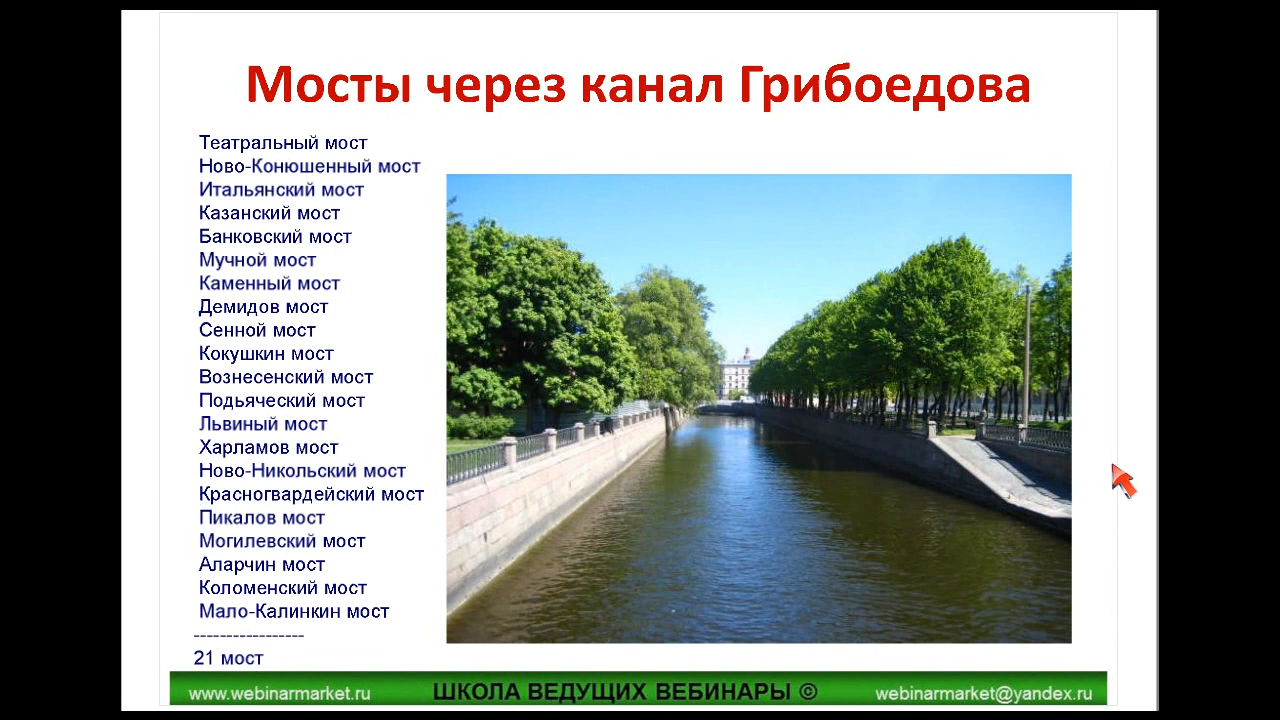 Мосты через канал Грибоедова
Театральный мост
Ново-Конюшенный мост
Итальянский мост
Казанский мост
Банковский мост
Мучной мост
Каменный мост
Демидов мост
Сенной мост
Кокушкин мост
Вознесенский мост
Подьяческий мост
Львиный мост
Харламов мост
Ново-Никольский мост
Красногвардейский мост
Пикалов мост
Могилевский мост
Аларчин мост
Коломенский мост
Мало-Калинкин мост
-----------------
21 мост
www.webinarmarket.ru ШКОЛА ВЕДУЩИХ ВЕБИНАРЫ © webinarmarket@yandex.ru